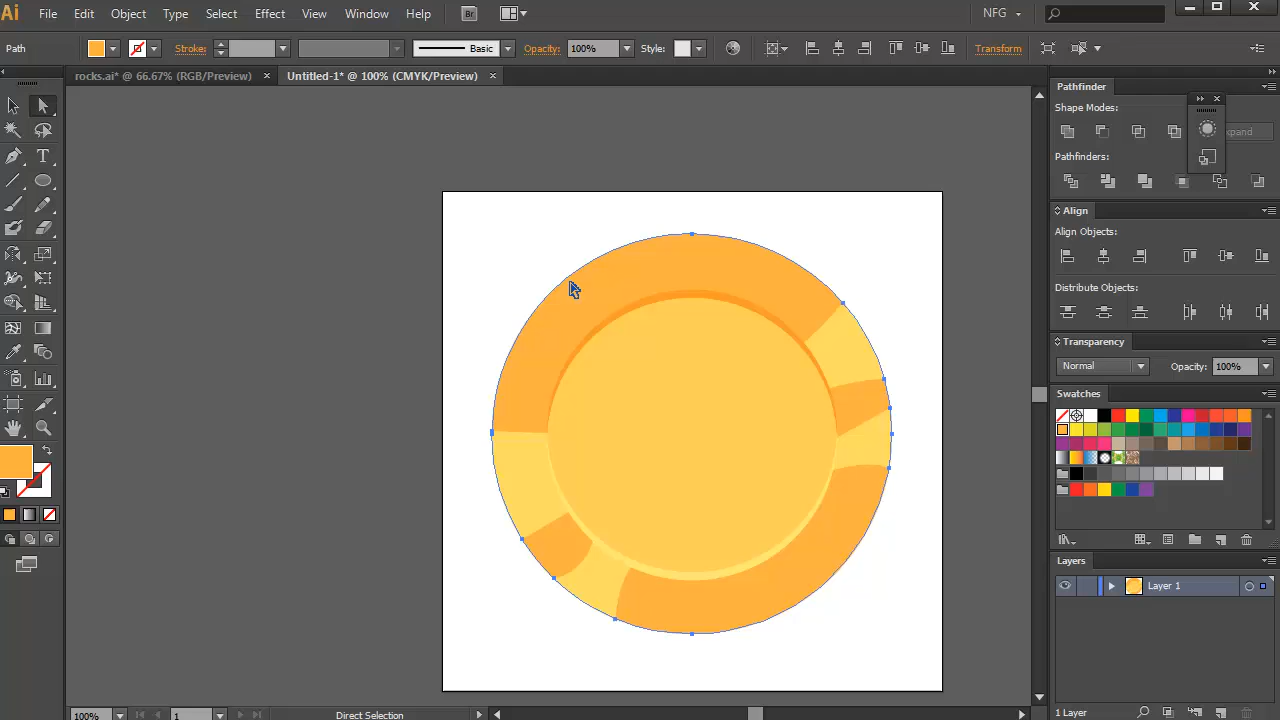 Ai File Edit Object Type Select Effect View Window Help Br NFG
Path Stroke: Basic Opacity: 100% Style: Transform
rocks.ai* @ 66.67% (RGB/Preview) × Untitled-1* @ 100% (CMYK/Preview) ×
Pathfinder
Shape Modes:
expand
Pathfinders:
Align
Align Objects:
Distribute Objects:
Transparency
Normal Opacity: 100%
Swatches
Layers
Layer 1
100% 1 Direct Selection 1 Layer